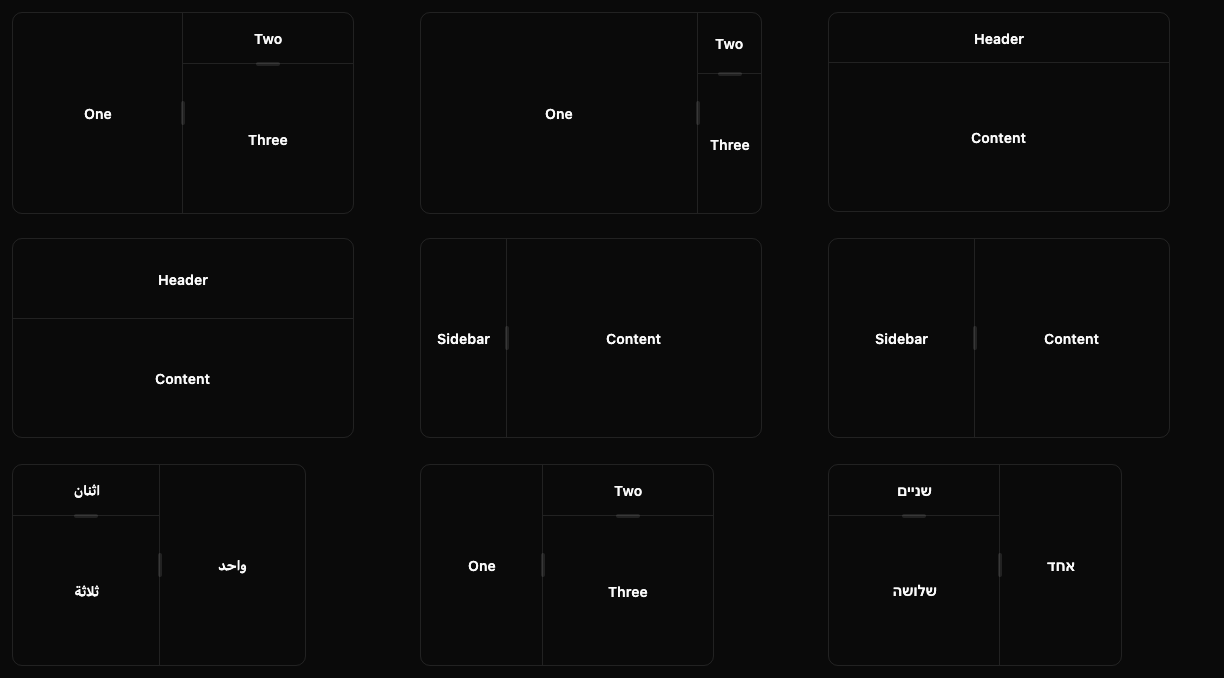 One
Two
Three
One
Two
Three
Header
Content
Header
Content
Sidebar
Content
Sidebar
Content
واحد
اثنان
ثلاثة
One
Two
Three
אחד
שניים
שלושה